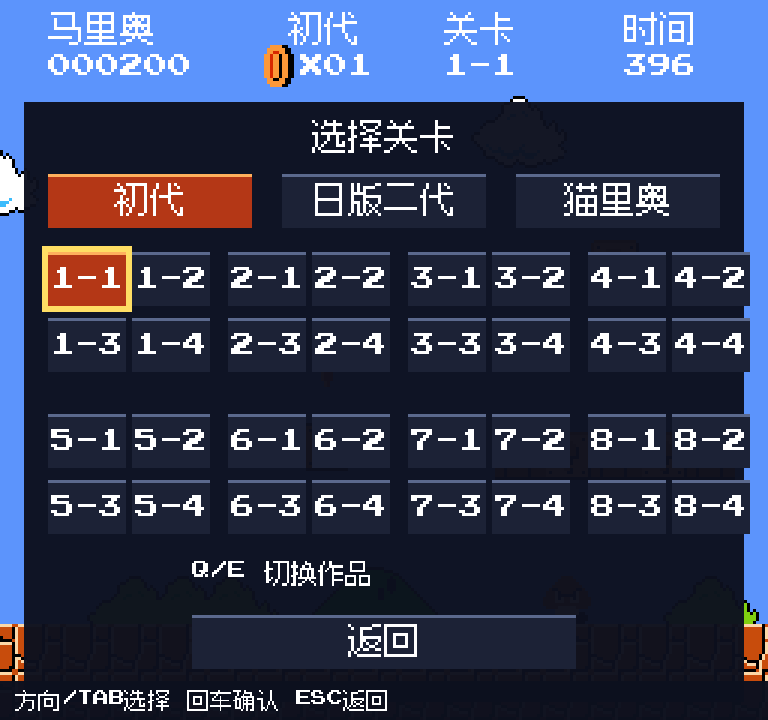 马里奥 初代 关卡 时间
000200 X01 1-1 396
选择关卡
初代 日版二代 猫里奥
1-1 1-2 2-1 2-2 3-1 3-2 4-1 4-2
1-3 1-4 2-3 2-4 3-3 3-4 4-3 4-4
5-1 5-2 6-1 6-2 7-1 7-2 8-1 8-2
5-3 5-4 6-3 6-4 7-3 7-4 8-3 8-4
Q/E 切换作品
返回
方向/TAB选择 回车确认 ESC返回